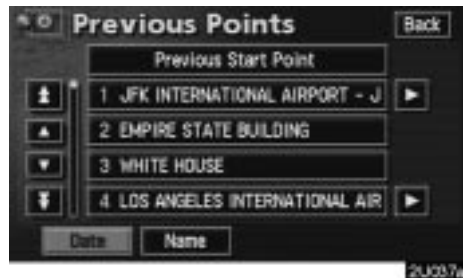 Previous Points
Back
Previous Start Point
1 JFK INTERNATIONAL AIRPORT - J
2 EMPIRE STATE BUILDING
3 WHITE HOUSE
4 LOS ANGELES INTERNATIONAL AIR
Date Name